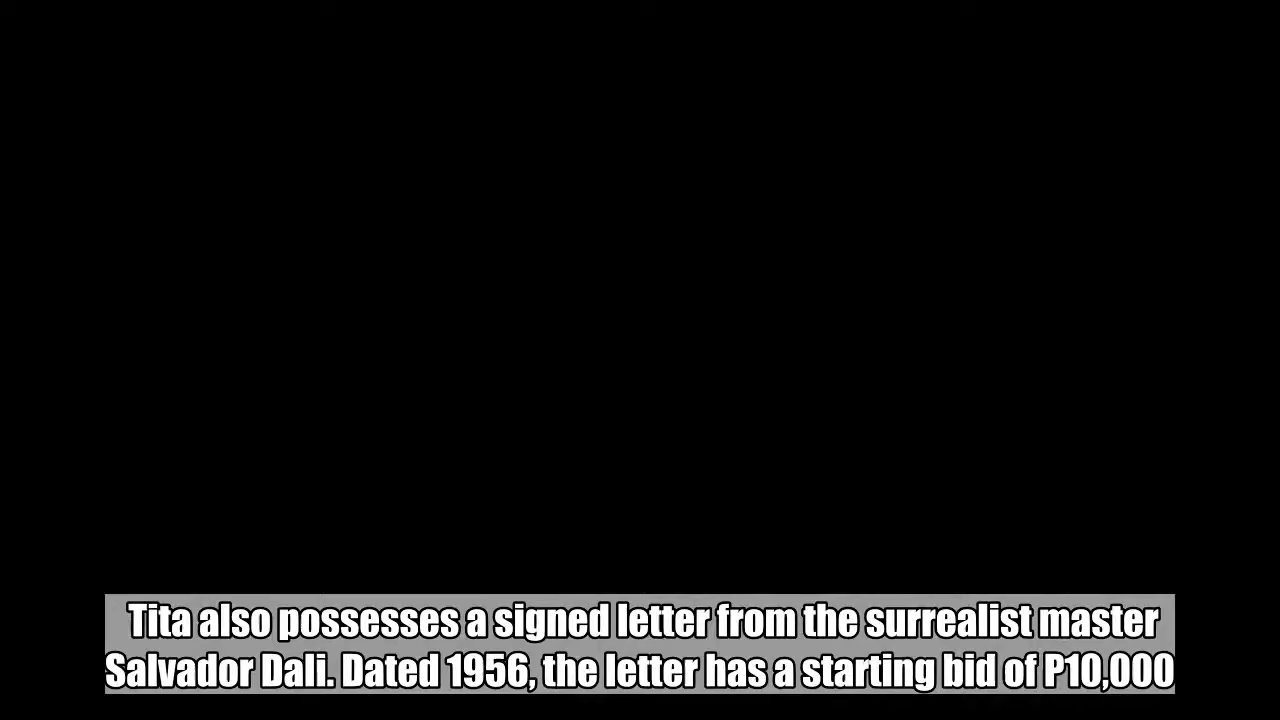 Tita also possesses a signed letter from the surrealist master
Salvador Dali. Dated 1956, the letter has a starting bid of P10,000